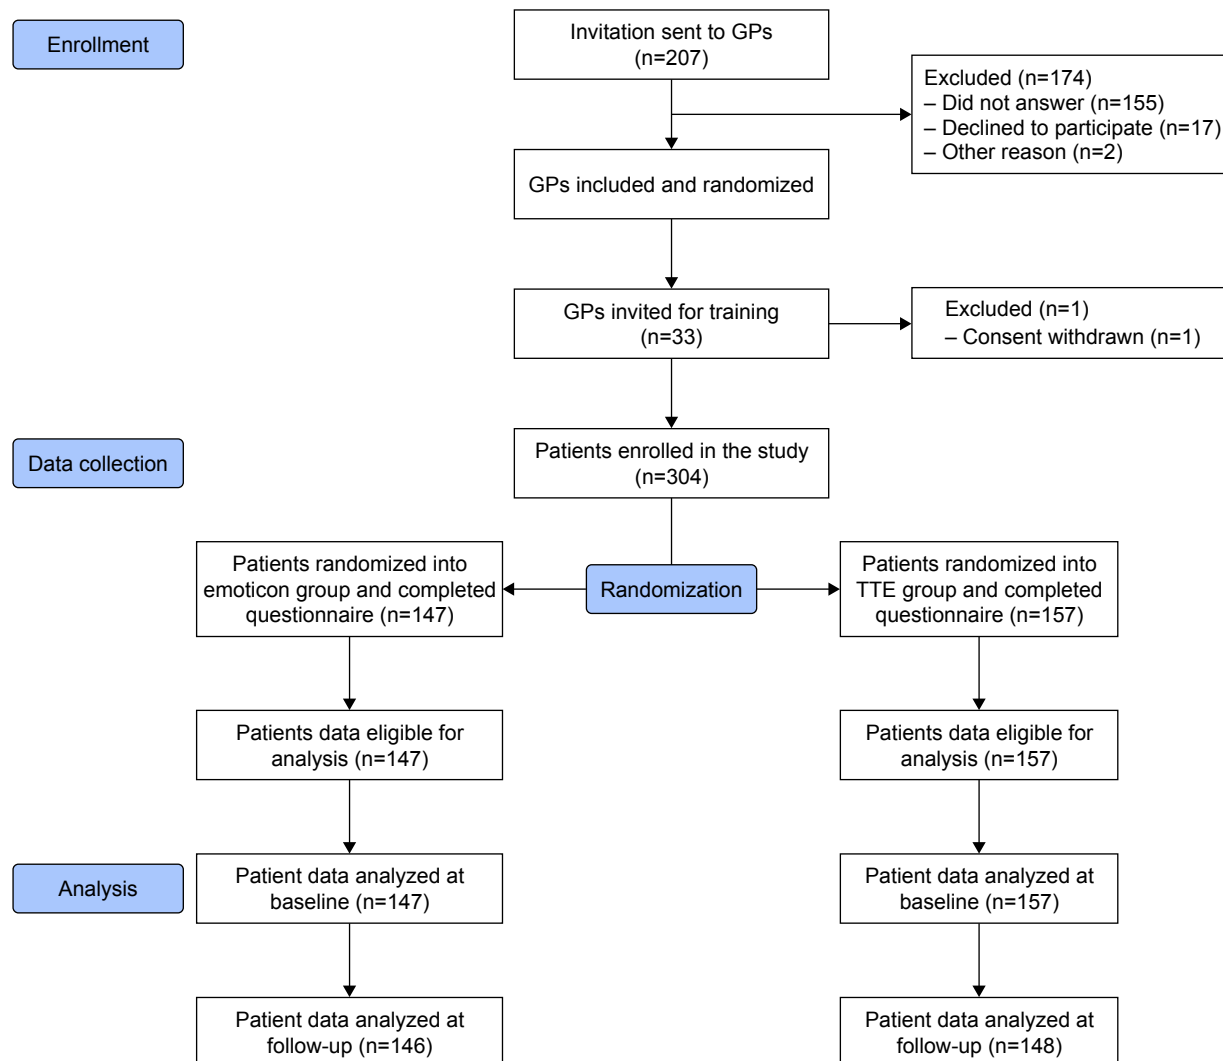 Enrollment
Invitation sent to GPs
(n=207)
Excluded (n=174)
– Did not answer (n=155)
– Declined to participate (n=17)
– Other reason (n=2)
GPs included and randomized
GPs invited for training
(n=33)
Excluded (n=1)
– Consent withdrawn (n=1)
Data collection
Patients enrolled in the study
(n=304)
Patients randomized into
emoticon group and completed
questionnaire (n=147)
Randomization
Patients randomized into
TTE group and completed
questionnaire (n=157)
Patients data eligible for
analysis (n=147)
Patients data eligible for
analysis (n=157)
Analysis
Patient data analyzed at
baseline (n=147)
Patient data analyzed at
baseline (n=157)
Patient data analyzed at
follow-up (n=146)
Patient data analyzed at
follow-up (n=148)